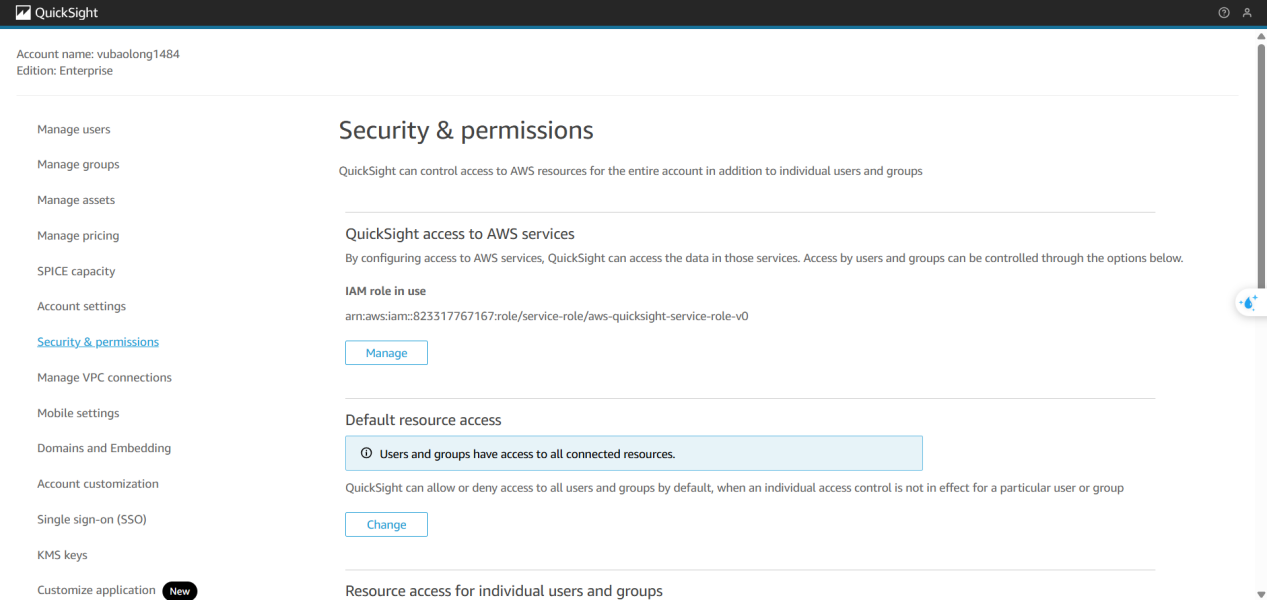 QuickSight
Account name: vubaolong1484
Edition: Enterprise
Manage users
Manage groups
Manage assets
Manage pricing
SPICE capacity
Account settings
Security & permissions
Manage VPC connections
Mobile settings
Domains and Embedding
Account customization
Single sign-on (SSO)
KMS keys
Customize application New
Security & permissions
QuickSight can control access to AWS resources for the entire account in addition to individual users and groups
QuickSight access to AWS services
By configuring access to AWS services, QuickSight can access the data in those services. Access by users and groups can be controlled through the options below.
IAM role in use
arn:aws:iam::823317767167:role/service-role/aws-quicksight-service-role-v0
Manage
Default resource access
Users and groups have access to all connected resources.
QuickSight can allow or deny access to all users and groups by default, when an individual access control is not in effect for a particular user or group
Change
Resource access for individual users and groups